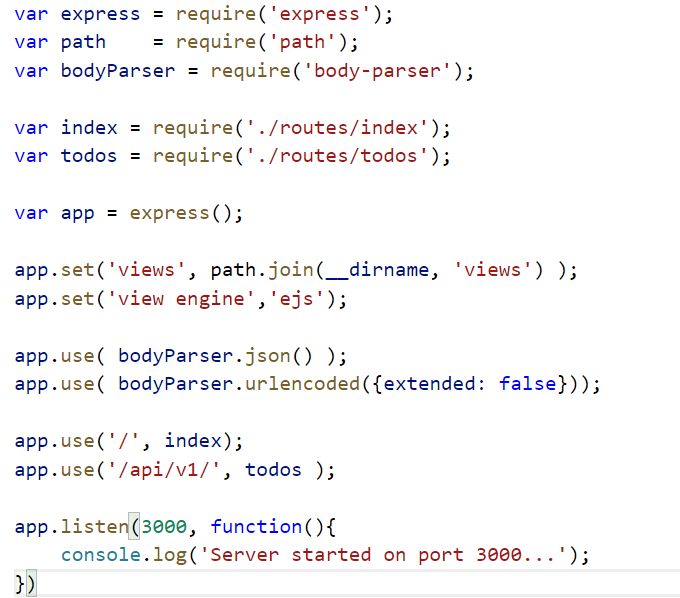 var express = require('express');
var path    = require('path');
var bodyParser = require('body-parser');

var index = require('./routes/index');
var todos = require('./routes/todos');

var app = express();

app.set('views', path.join(__dirname, 'views') );
app.set('view engine','ejs');

app.use( bodyParser.json() );
app.use( bodyParser.urlencoded({extended: false}));

app.use('/', index);
app.use('/api/v1/', todos );

app.listen(3000, function(){
    console.log('Server started on port 3000...');
})